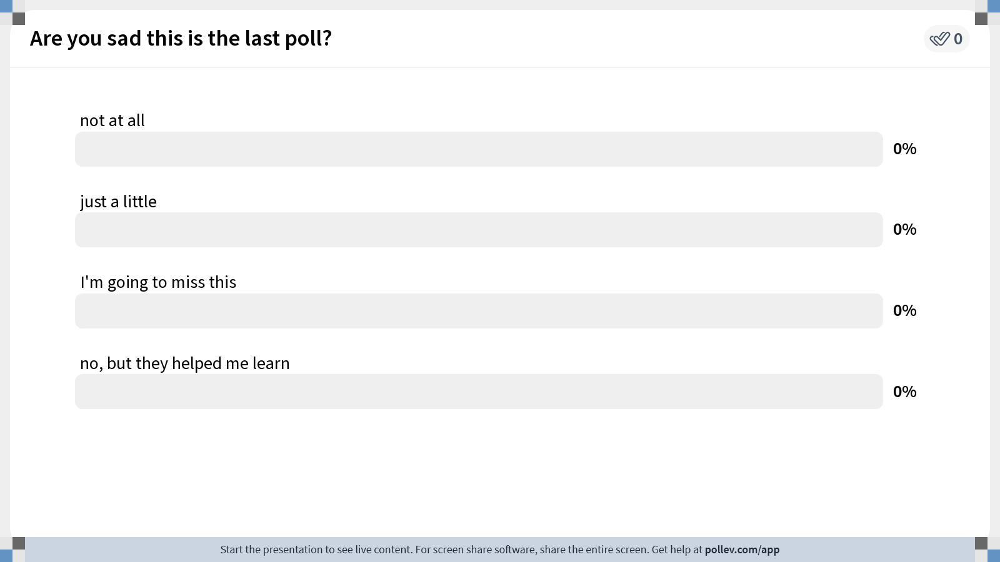 Are you sad this is the last poll?
0
not at all
0%
just a little
0%
I'm going to miss this
0%
no, but they helped me learn
0%
Start the presentation to see live content. For screen share software, share the entire screen. Get help at pollev.com/app